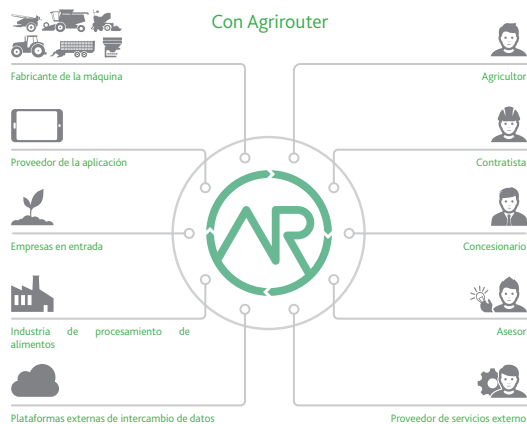 Con Agrirouter
Fabricante de la máquina
Agricultor
Proveedor de la aplicación
Contratista
AR
Empresas en entrada
Concesionario
Industria de procesamiento de
alimentos
Asesor
Plataformas externas de intercambio de datos
Proveedor de servicios externo